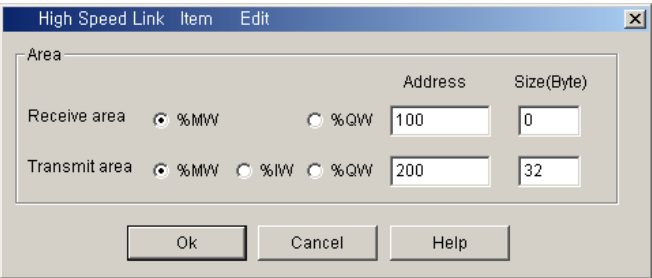 High Speed Link Item Edit
Area
Address Size(Byte)
Receive area %MW %QW 100 0
Transmit area %MW %IW %QW 200 32
Ok Cancel Help